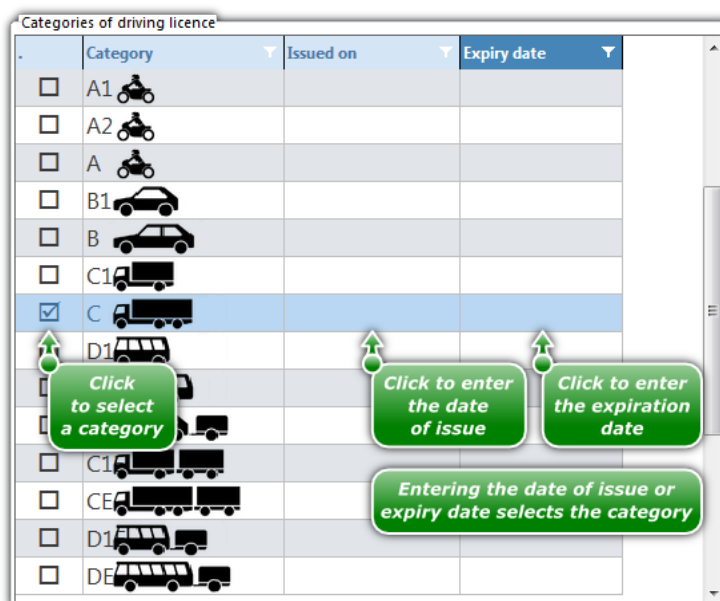 Categories of driving licence
. Category Issued on Expiry date
A1
A2
A
B1
B
C1
C
D1
Click
to select
a category
Click to enter
the date
of issue
Click to enter
the expiration
date
C1
Entering the date of issue or
expiry date selects the category
CE
D1
DE